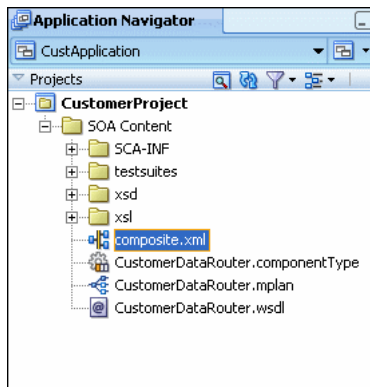 Application Navigator
CustApplication
Projects
CustomerProject
SOA Content
SCA-INF
testsuites
xsd
xsl
composite.xml
CustomerDataRouter.componentType
CustomerDataRouter.mplan
CustomerDataRouter.wsdl